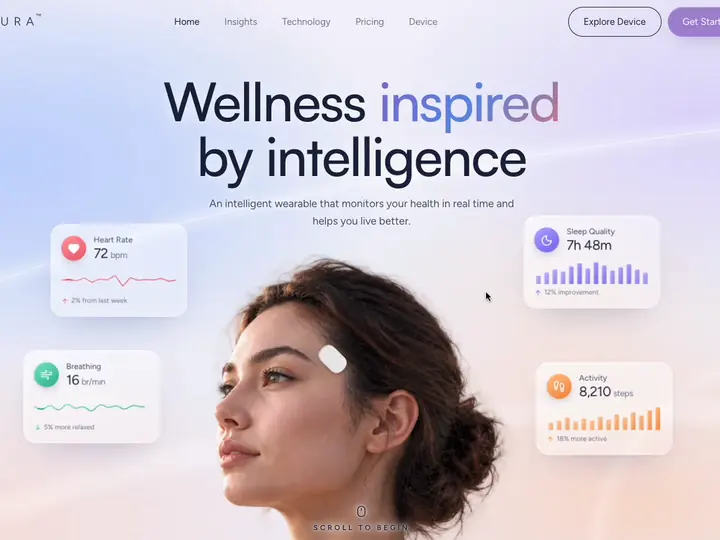 URA™
Home Insights Technology Pricing Device
Explore Device
Get Start
Wellness inspired
by intelligence
An intelligent wearable that monitors your health in real time and
helps you live better.
Heart Rate
72 bpm
2% from last week
Sleep Quality
7h 48m
12% improvement
Breathing
16 br/min
5% more relaxed
Activity
8,210 steps
18% more active
SCROLL TO BEGIN